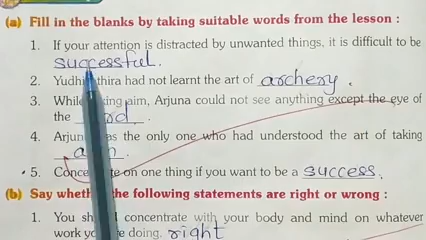 (a) Fill in the blanks by taking suitable words from the lesson :
1. If your attention is distracted by unwanted things, it is difficult to be
successful.
2. Yudhi thira had not learnt the art of archery.
3. While king aim, Arjuna could not see anything except the eye of
the rd.
4. Arjun as the only one who had understood the art of taking
aim.
5. Conce te on one thing if you want to be a success.
(b) Say wheth the following statements are right or wrong :
1. You sh d concentrate with your body and mind on whatever
work yo re doing. right